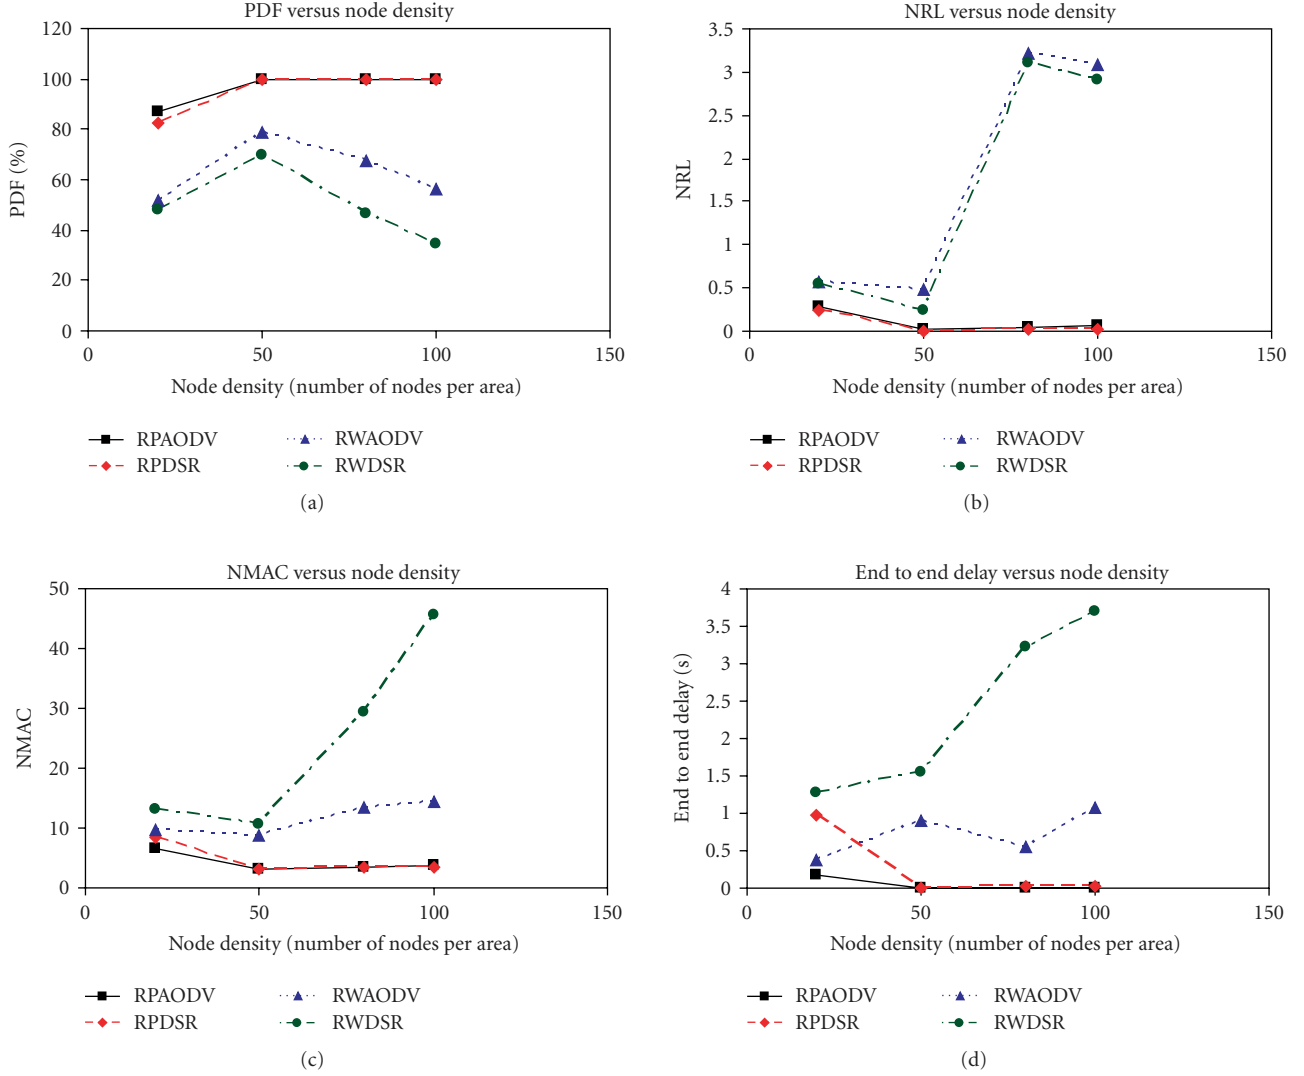 PDF versus node density
120
100
80
60
40
20
0
PDF (%)
0 50 100 150
Node density (number of nodes per area)
RPAODV RWAODV
RPDSR RWDSR
(a)
NRL versus node density
3.5
3
2.5
2
1.5
1
0.5
0
NRL
0 50 100 150
Node density (number of nodes per area)
RPAODV RWAODV
RPDSR RWDSR
(b)
NMAC versus node density
50
40
30
20
10
0
NMAC
0 50 100 150
Node density (number of nodes per area)
RPAODV RWAODV
RPDSR RWDSR
(c)
End to end delay versus node density
4
3.5
3
2.5
2
1.5
1
0.5
0
End to end delay (s)
0 50 100 150
Node density (number of nodes per area)
RPAODV RWAODV
RPDSR RWDSR
(d)